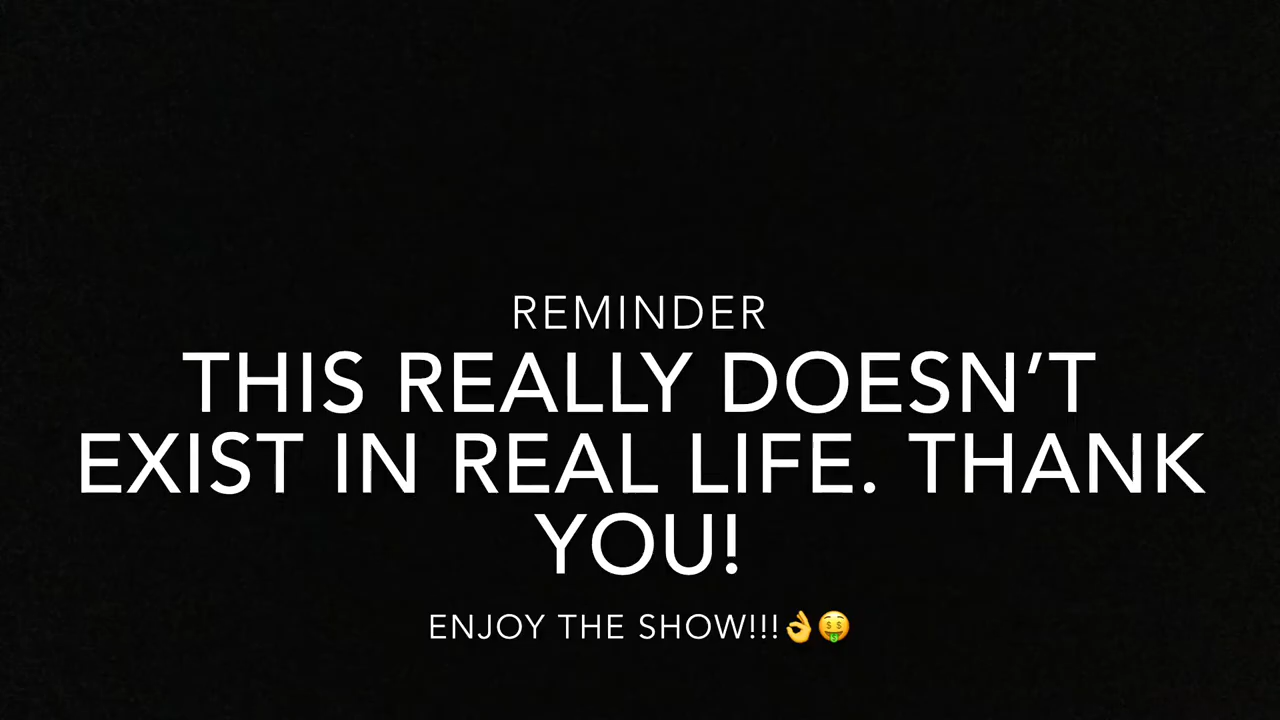 REMINDER
THIS REALLY DOESN’T
EXIST IN REAL LIFE. THANK
YOU!
ENJOY THE SHOW!!!👌🤑